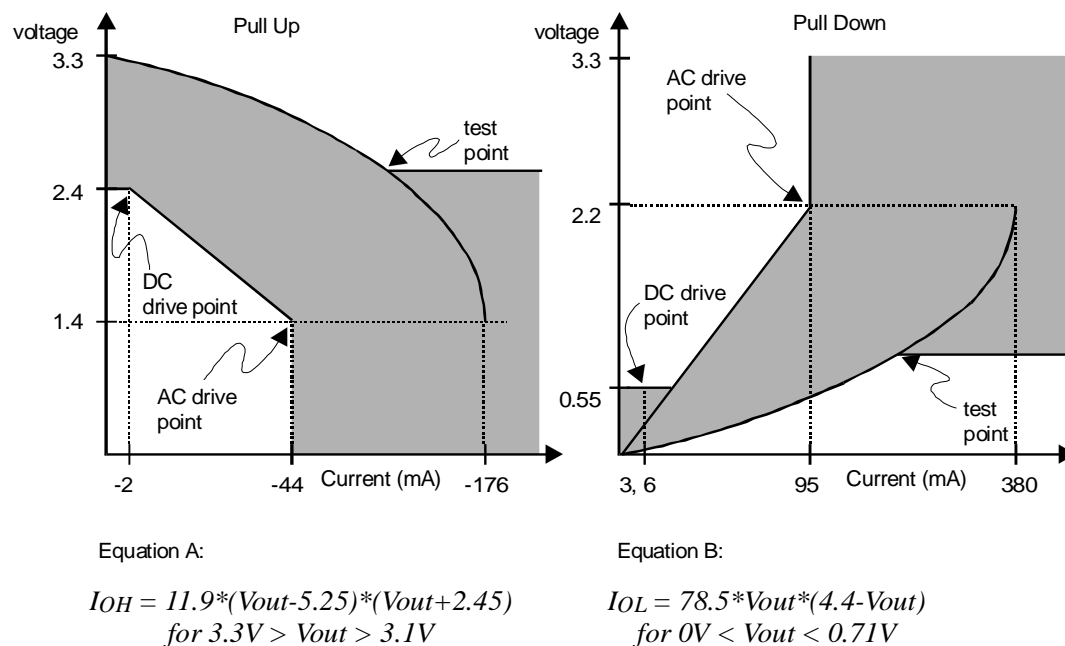 Pull Up
voltage
3.3
test
point
2.4
DC
drive point
1.4
AC drive
point
-2
-44
Current (mA)
-176
Equation A:
IOH = 11.9*(Vout-5.25)*(Vout+2.45)
for 3.3V > Vout > 3.1V
Pull Down
voltage
3.3
AC drive
point
2.2
DC drive
point
0.55
test
point
3, 6
95
Current (mA)
380
Equation B:
IOL = 78.5*Vout*(4.4-Vout)
for 0V < Vout < 0.71V